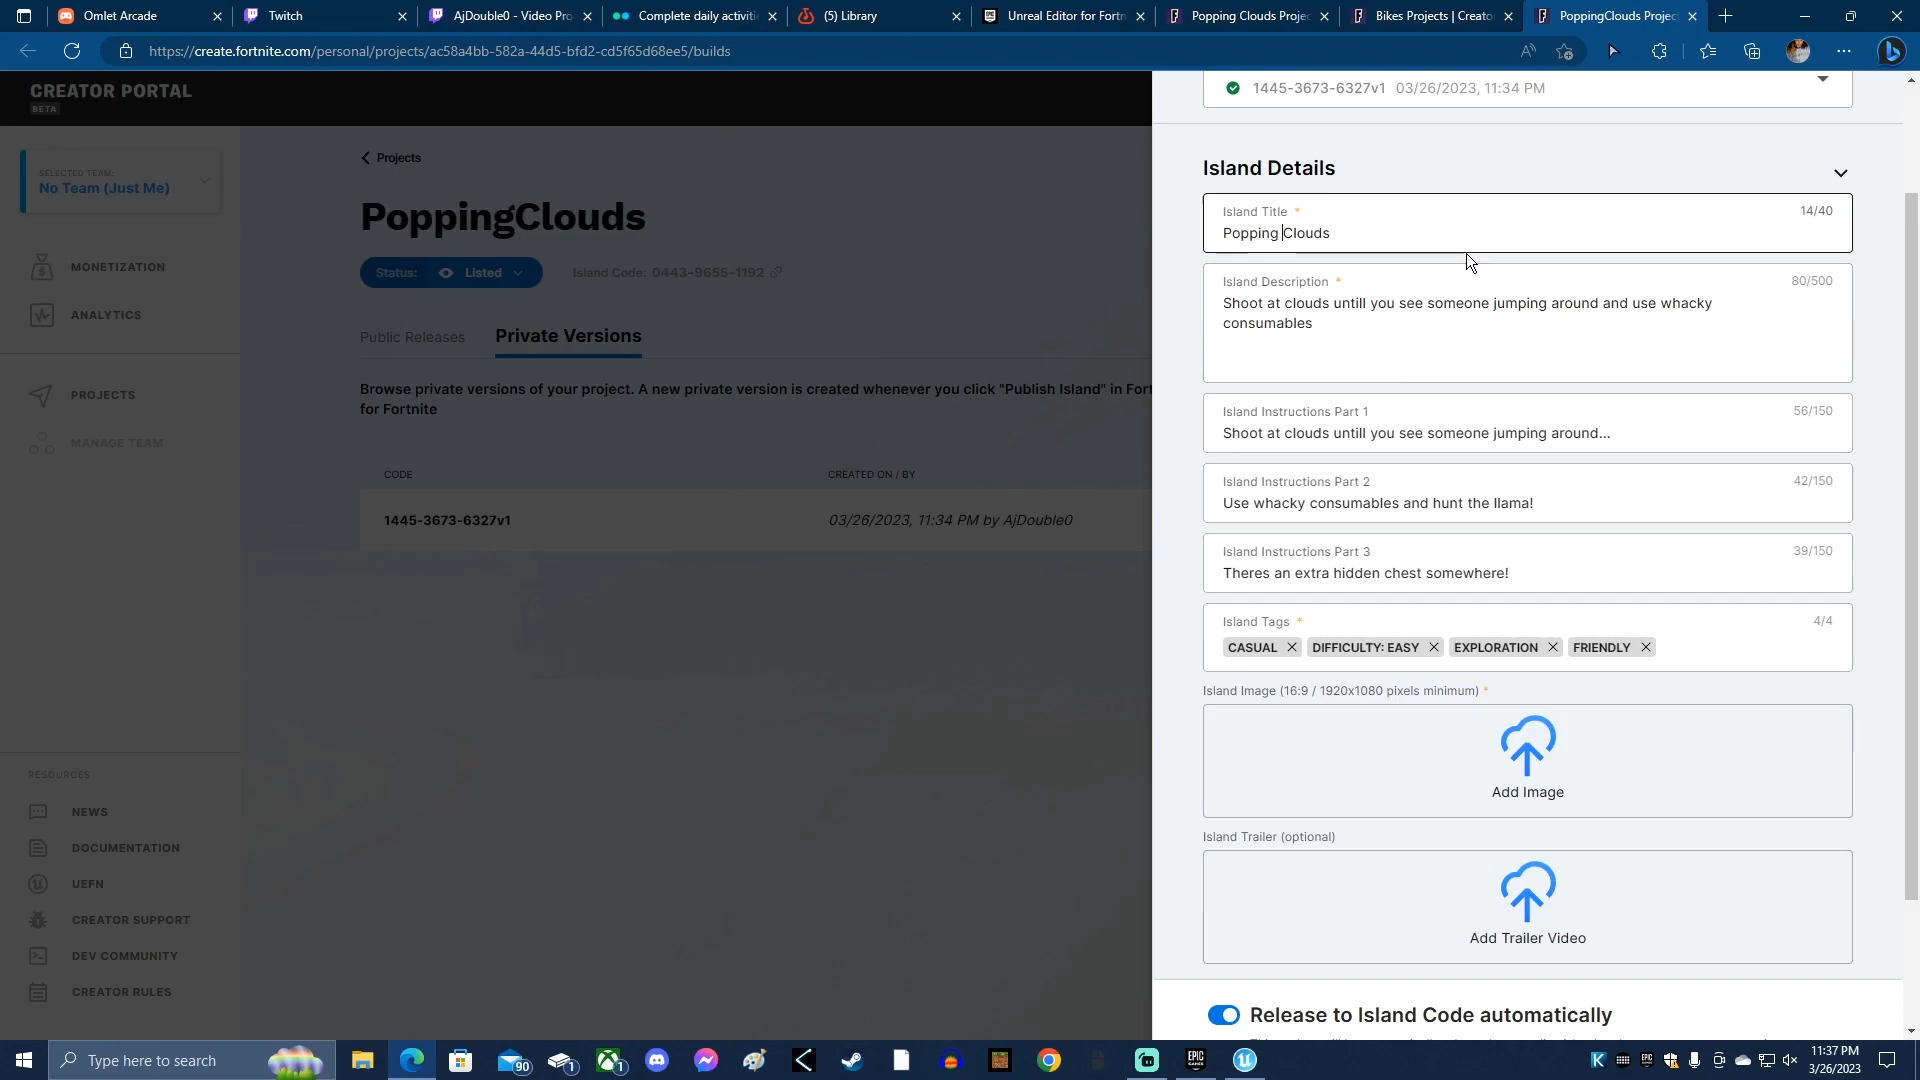 Omlet Arcade
Twitch
AjDouble0 - Video Pro
Complete daily activiti
(5) Library
Unreal Editor for Fortn
Popping Clouds Projec
Bikes Projects | Creato
PoppingClouds Projec
https://create.fortnite.com/personal/projects/ac58a4bb-582a-44d5-bfd2-cd5f65d68ee5/builds
CREATOR PORTAL
BETA
SELECTED TEAM:
No Team (Just Me)
MONETIZATION
ANALYTICS
PROJECTS
MANAGE TEAM
RESOURCES
NEWS
DOCUMENTATION
UEFN
CREATOR SUPPORT
DEV COMMUNITY
CREATOR RULES
Projects
PoppingClouds
Status: Listed
Island Code: 0443-9655-1192
Public Releases
Private Versions
Browse private versions of your project. A new private version is created whenever you click "Publish Island" in Fort
for Fortnite
CODE
CREATED ON / BY
1445-3673-6327v1
03/26/2023, 11:34 PM by AjDouble0
1445-3673-6327v1 03/26/2023, 11:34 PM
Island Details
Island Title *
14/40
Popping Clouds
Island Description *
80/500
Shoot at clouds untill you see someone jumping around and use whacky
consumables
Island Instructions Part 1
56/150
Shoot at clouds untill you see someone jumping around...
Island Instructions Part 2
42/150
Use whacky consumables and hunt the llama!
Island Instructions Part 3
39/150
Theres an extra hidden chest somewhere!
Island Tags *
4/4
CASUAL
DIFFICULTY: EASY
EXPLORATION
FRIENDLY
Island Image (16:9 / 1920x1080 pixels minimum) *
Add Image
Island Trailer (optional)
Add Trailer Video
Release to Island Code automatically
Type here to search
90
1
1
EPIC GAMES
11:37 PM
3/26/2023